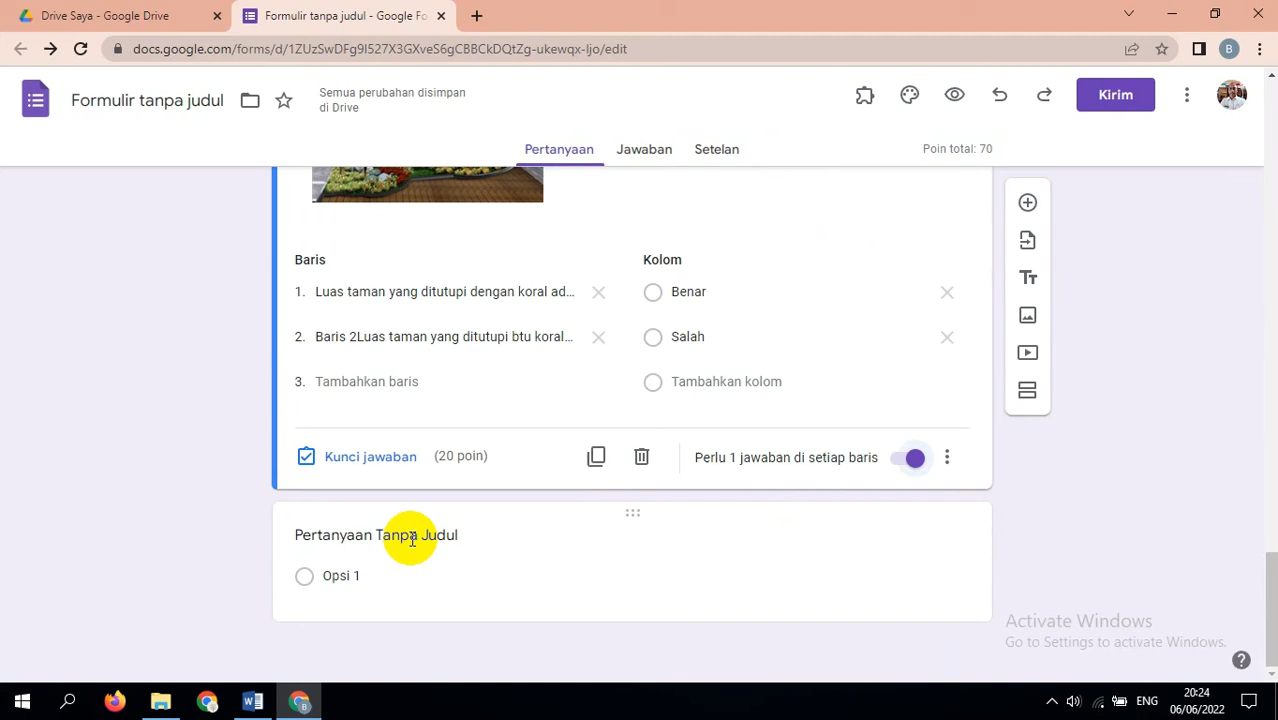 Drive Saya - Google Drive
Formulir tanpa judul - Google Fo
docs.google.com/forms/d/1ZUzSwDFg9I527X3GXveS6gCBBCkDQtZg-ukewqx-Ijo/edit
B
Formulir tanpa judul
Semua perubahan disimpan
di Drive
Kirim
Pertanyaan
Jawaban
Setelan
Poin total: 70
Baris
Kolom
1. Luas taman yang ditutupi dengan koral ad...
Benar
2. Baris 2Luas taman yang ditutupi btu koral...
Salah
3. Tambahkan baris
Tambahkan kolom
Kunci jawaban
(20 poin)
Perlu 1 jawaban di setiap baris
Pertanyaan Tanpa Judul
Opsi 1
Activate Windows
Go to Settings to activate Windows.
ENG
20:24
06/06/2022